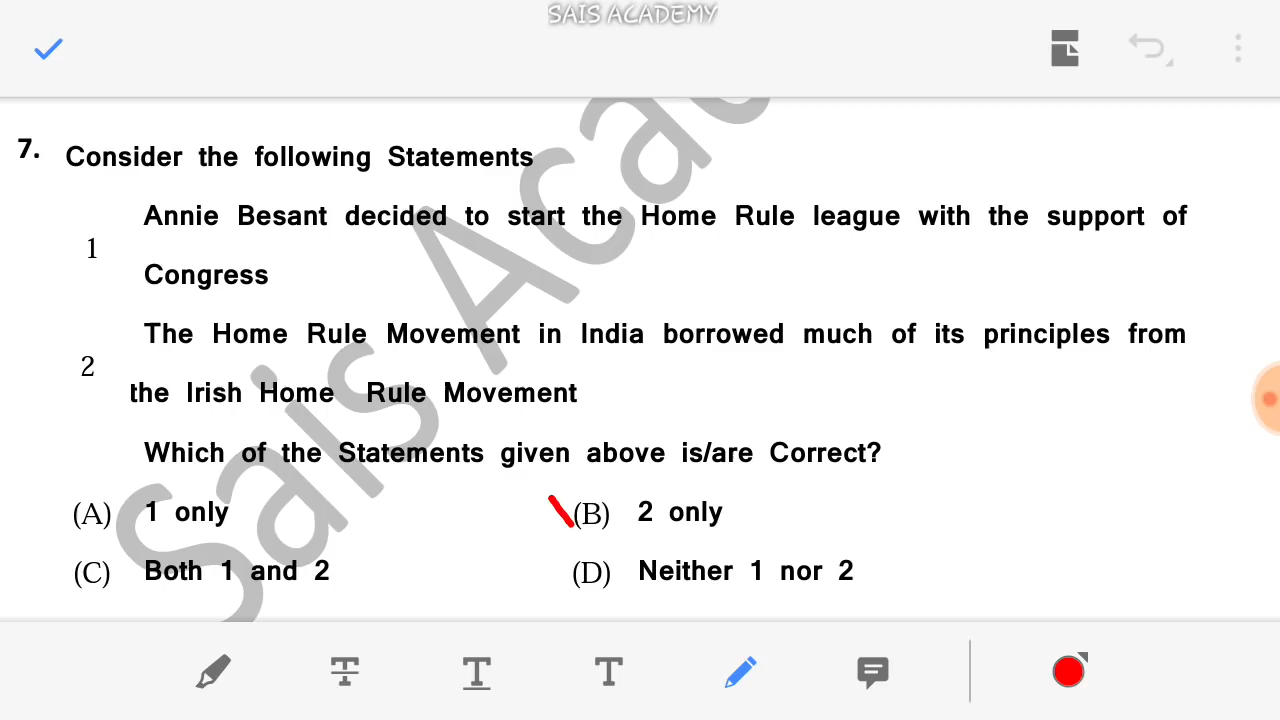 SAIS ACADEMY
7. Consider the following Statements
Annie Besant decided to start the Home Rule league with the support of
1
Congress
The Home Rule Movement in India borrowed much of its principles from
2
the Irish Home Rule Movement
Which of the Statements given above is/are Correct?
(A) 1 only (B) 2 only
(C) Both 1 and 2 (D) Neither 1 nor 2
Sais Acad